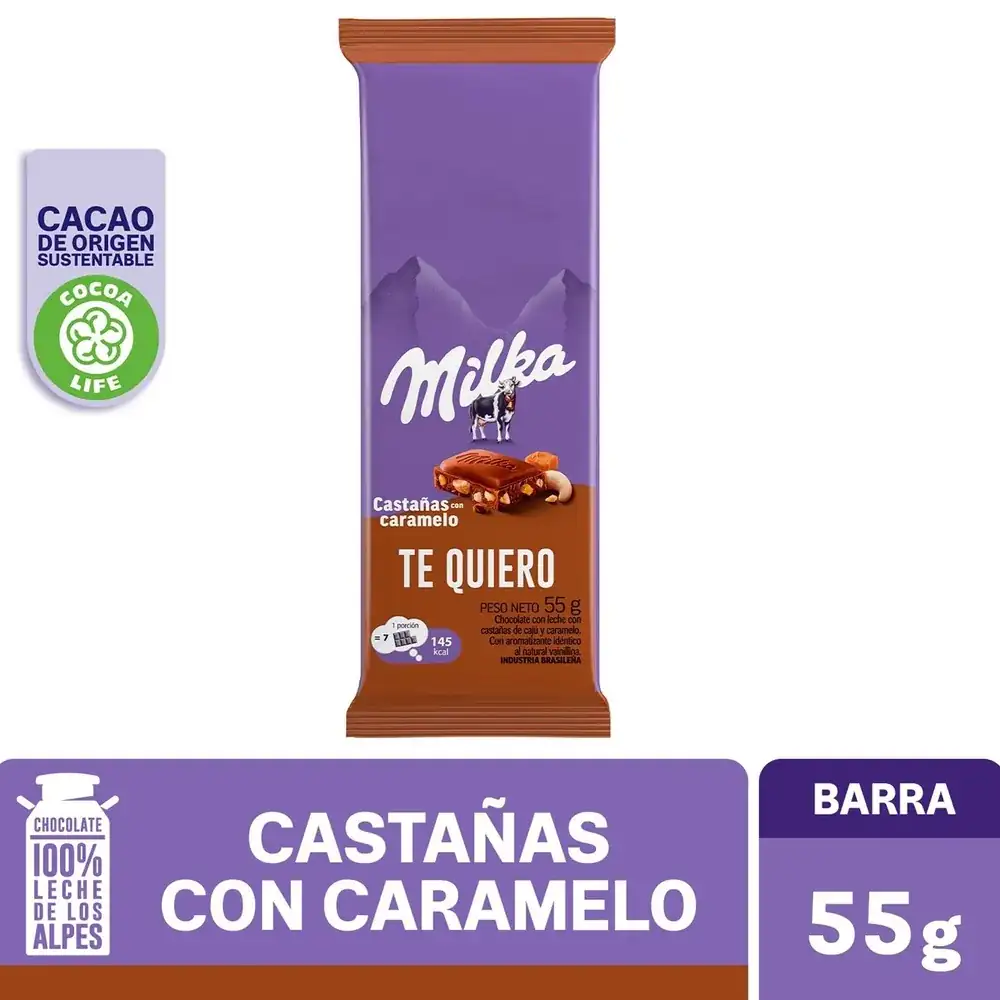 CACAO
DE ORIGEN
SUSTENTABLE
COCOA
LIFE
Milka
Milka
Castañas con
caramelo
TE QUIERO
PESO NETO 55 g
Chocolate con leche con
castañas de cajú y caramelo.
Con aromatizante idéntico
al natural vainillina.
INDUSTRIA BRASILEÑA
1 porción
= 7
145
kcal
CHOCOLATE
100%
LECHE
DE LOS
ALPES
CASTAÑAS
CON CARAMELO
BARRA
55g